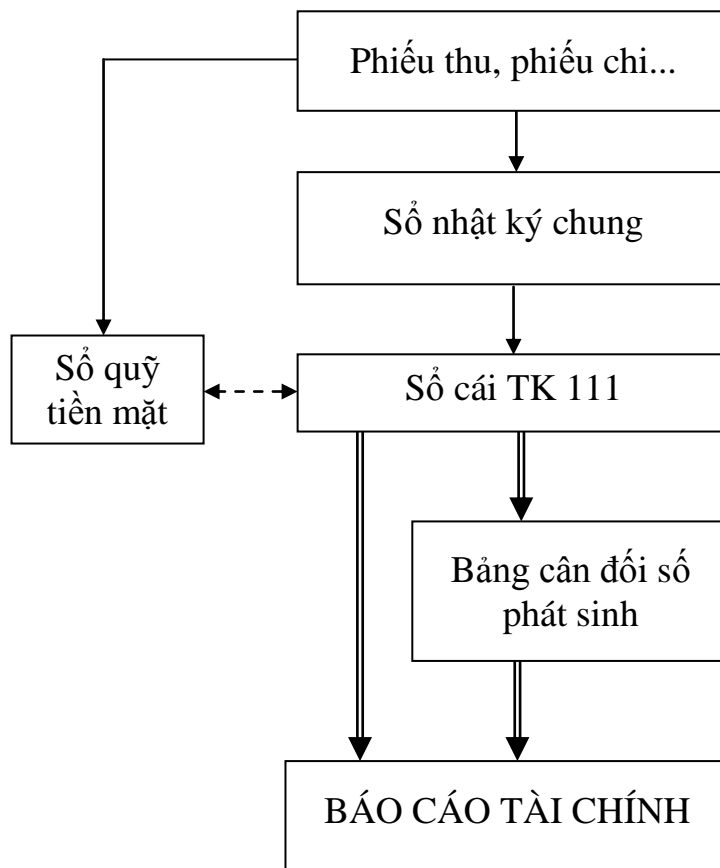 Phiếu thu, phiếu chi...
Sổ nhật ký chung
Sổ quỹ
tiền mặt
Sổ cái TK 111
Bảng cân đối số
phát sinh
BÁO CÁO TÀI CHÍNH